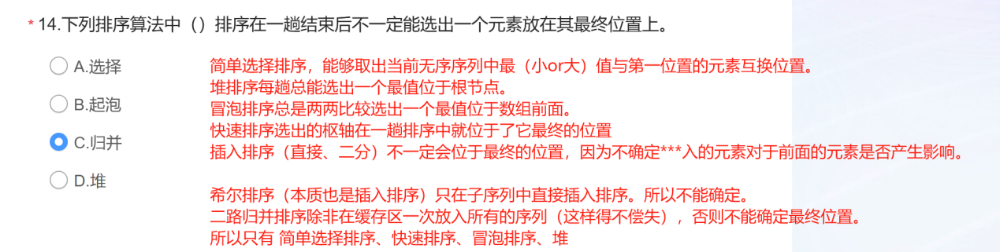 * 14.下列排序算法中（）排序在一趟结束后不一定能选出一个元素放在其最终位置上。
A.选择
B.起泡
C.归并
D.堆
简单选择排序，能够取出当前无序序列中最（小or大）值与第一位置的元素互换位置。
堆排序每趟总能选出一个最值位于根节点。
冒泡排序总是两两比较选出一个最值位于数组前面。
快速排序选出的枢轴在一趟排序中就位于了它最终的位置
插入排序（直接、二分）不一定会位于最终的位置，因为不确定***入的元素对于前面的元素是否产生影响。
希尔排序（本质也是插入排序）只在子序列中直接插入排序。所以不能确定。
二路归并排序除非在缓存区一次放入所有的序列（这样得不偿失），否则不能确定最终位置。
所以只有 简单选择排序、快速排序、冒泡排序、堆